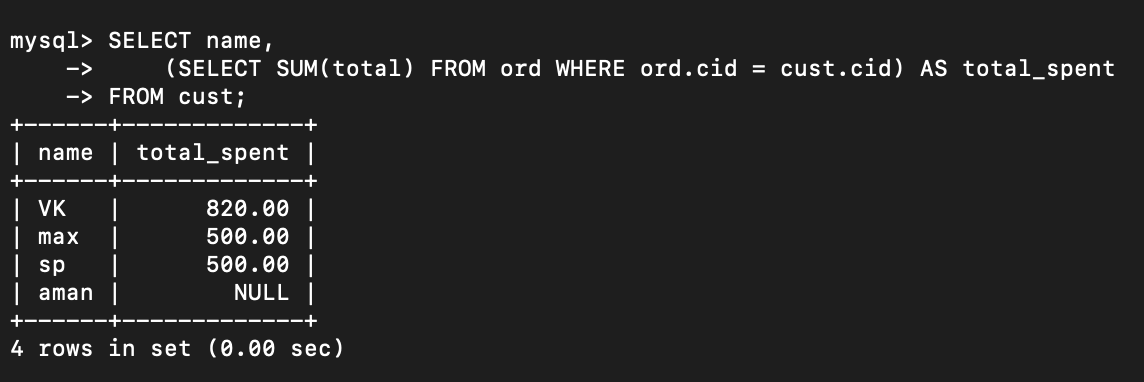 mysql> SELECT name,
    ->     (SELECT SUM(total) FROM ord WHERE ord.cid = cust.cid) AS total_spent
    -> FROM cust;
+------+-------------+
| name | total_spent |
+------+-------------+
| VK   |      820.00 |
| max  |      500.00 |
| sp   |      500.00 |
| aman |        NULL |
+------+-------------+
4 rows in set (0.00 sec)